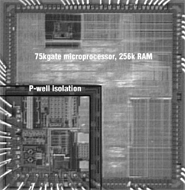 75kgate microprocessor, 256k RAM
P-well isolation